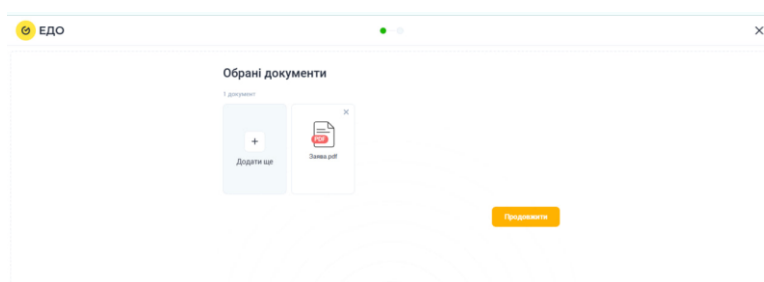 ЕДО
Обрані документи
1 документ
Додати ще
PDF
Заява.pdf
Продовжити